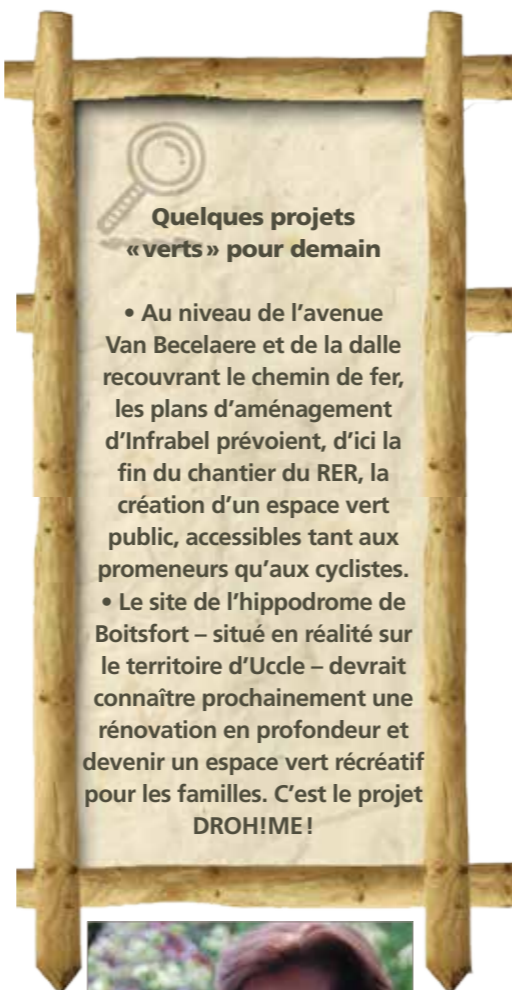 Quelques projets
«verts» pour demain
• Au niveau de l’avenue
Van Becelaere et de la dalle
recouvrant le chemin de fer,
les plans d’aménagement
d’Infrabel prévoient, d’ici la
fin du chantier du RER, la
création d’un espace vert
public, accessibles tant aux
promeneurs qu’aux cyclistes.
• Le site de l’hippodrome de
Boitsfort – situé en réalité sur
le territoire d’Uccle – devrait
connaître prochainement une
rénovation en profondeur et
devenir un espace vert récréatif
pour les familles. C’est le projet
DROH!ME!